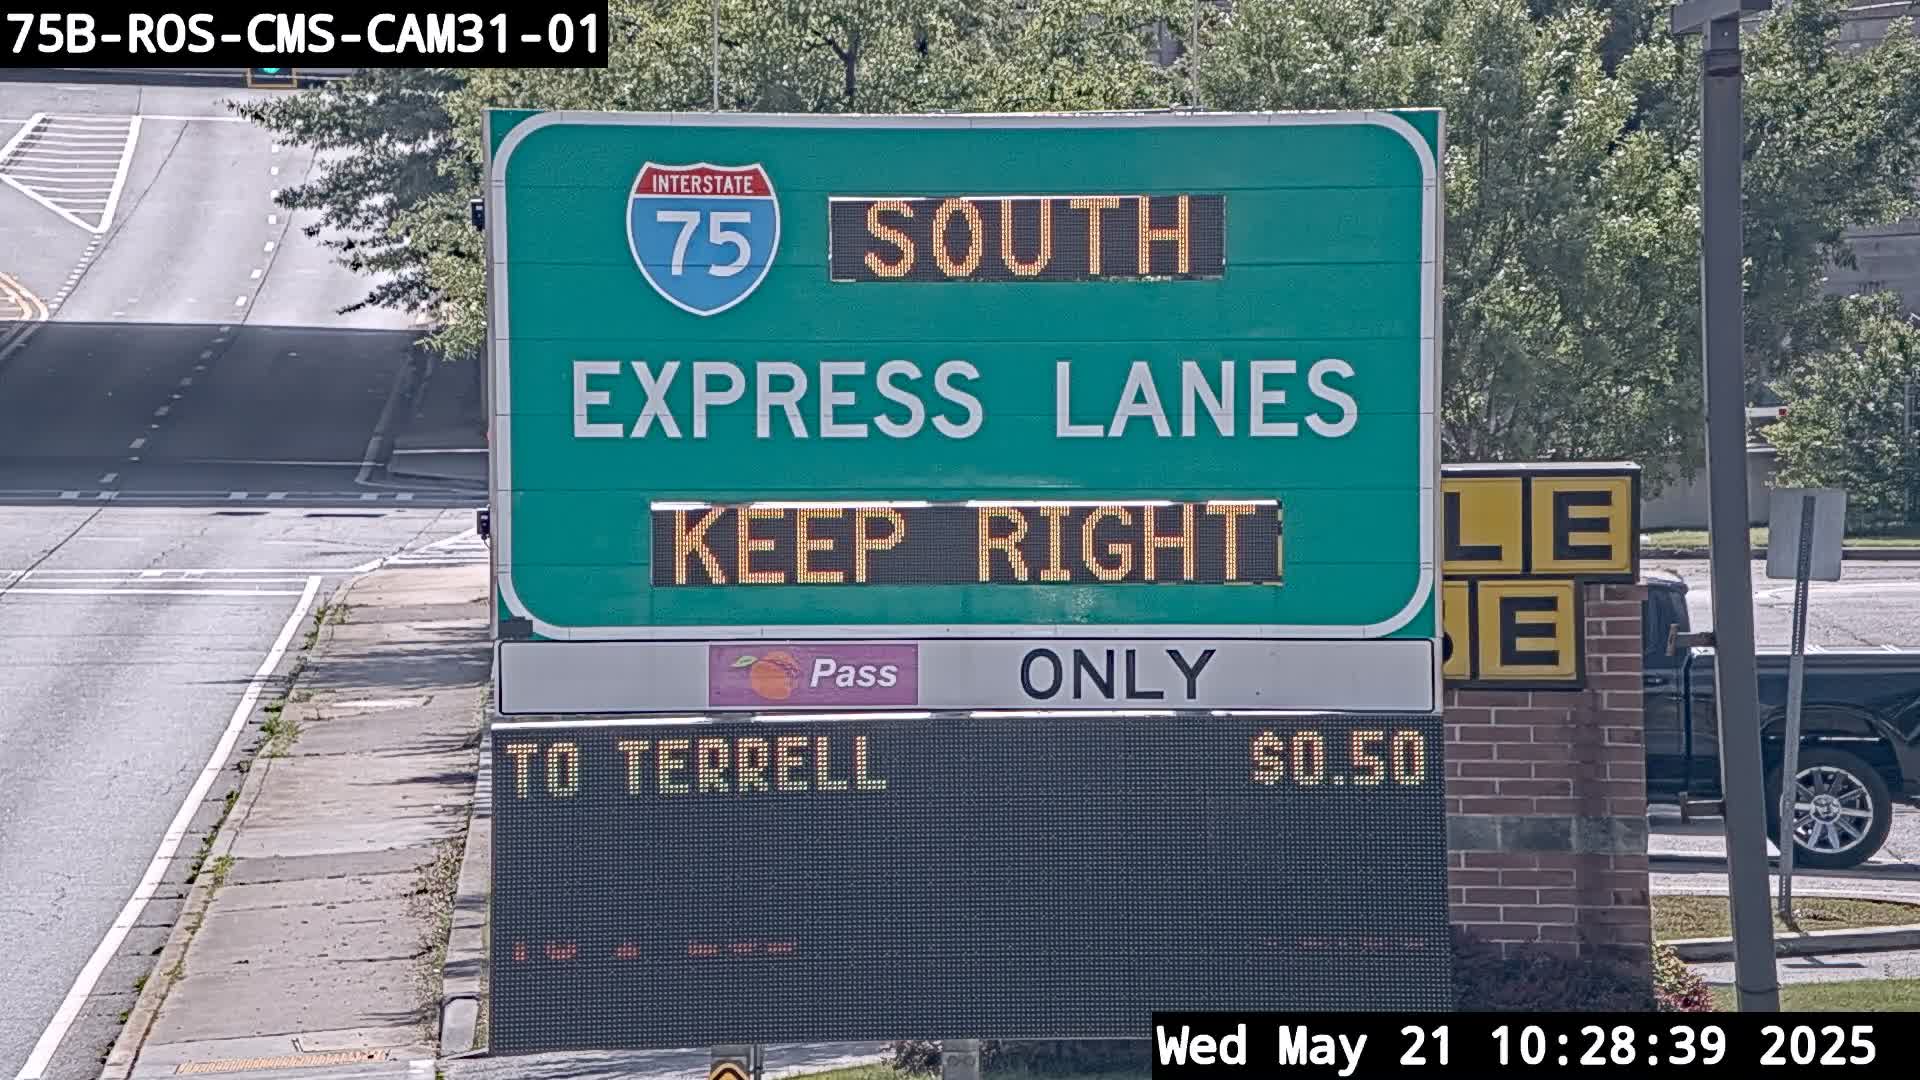 75B-ROS-CMS-CAM31-01
INTERSTATE
75
SOUTH
EXPRESS LANES
KEEP RIGHT
LE
E
Pass ONLY
TO TERRELL $0.50
Wed May 21 10:28:39 2025